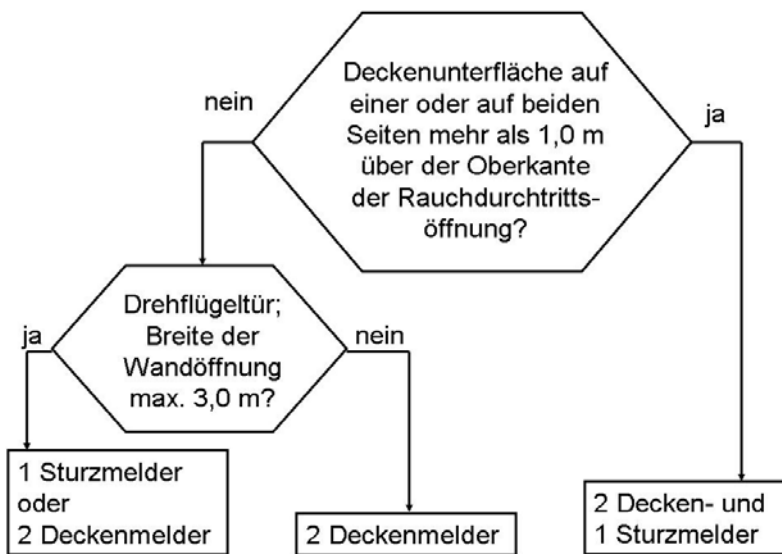 Deckenunterfläche auf
einer oder auf beiden
Seiten mehr als 1,0 m
über der Oberkante
der Rauchdurchtritts-
öffnung?
nein
ja
Drehflügeltür;
Breite der
Wandöffnung
max. 3,0 m?
ja
nein
1 Sturzmelder
oder
2 Deckenmelder
2 Deckenmelder
2 Decken- und
1 Sturzmelder